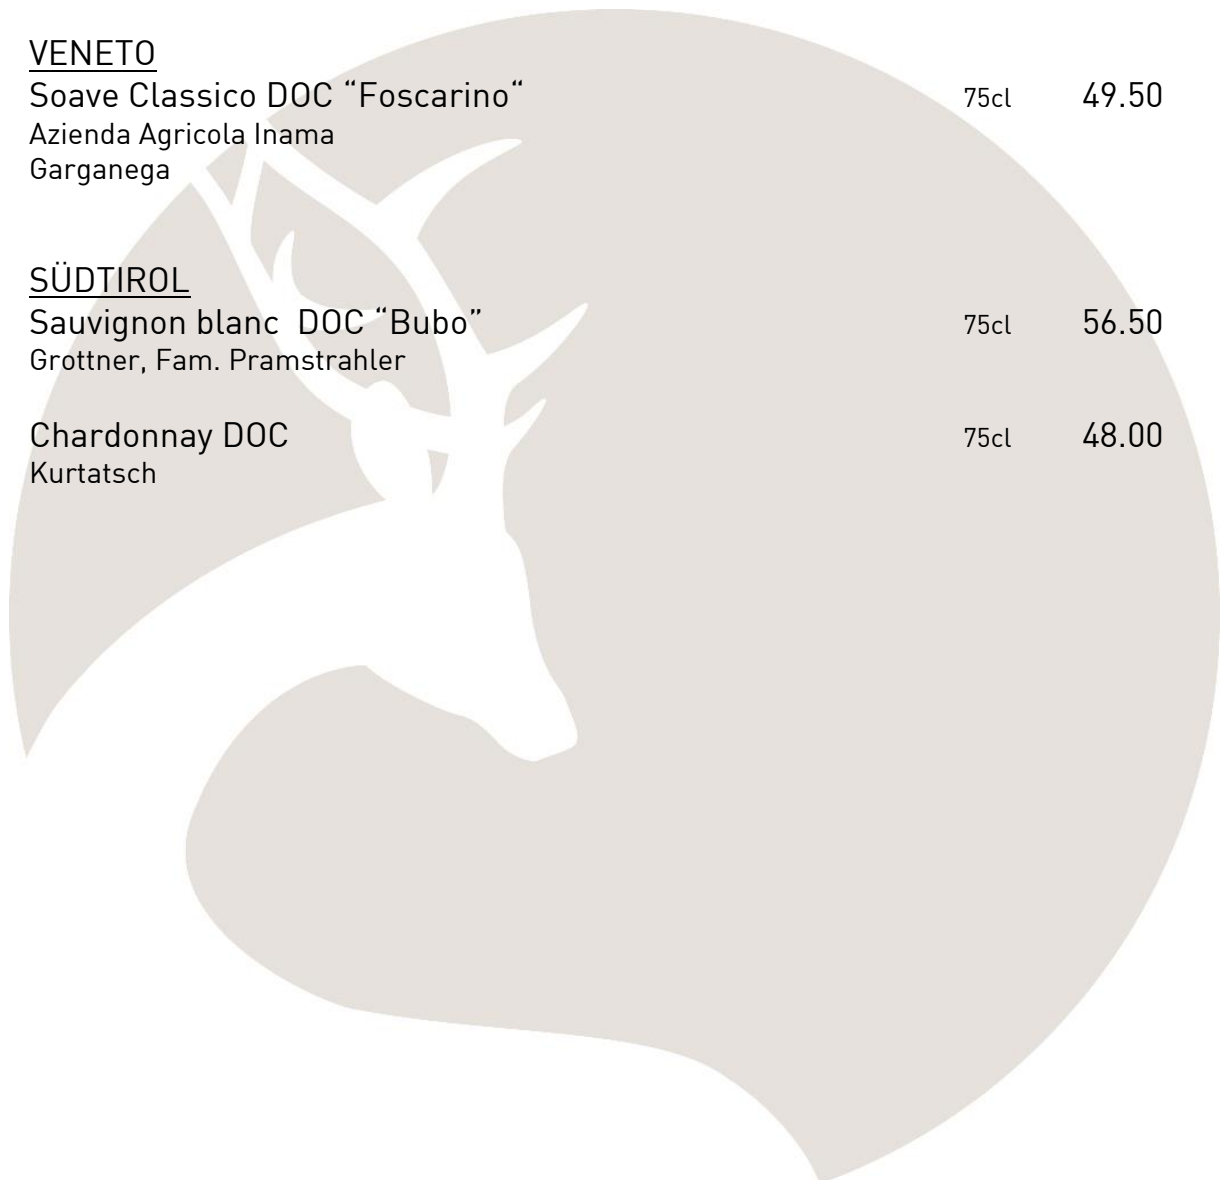 VENETO
Soave Classico DOC “Foscarino“ 75cl 49.50
Azienda Agricola Inama
Garganega
SÜDTIROL
Sauvignon blanc  DOC “Bubo” 75cl 56.50
Grottner, Fam. Pramstrahler
Chardonnay DOC 75cl 48.00
Kurtatsch